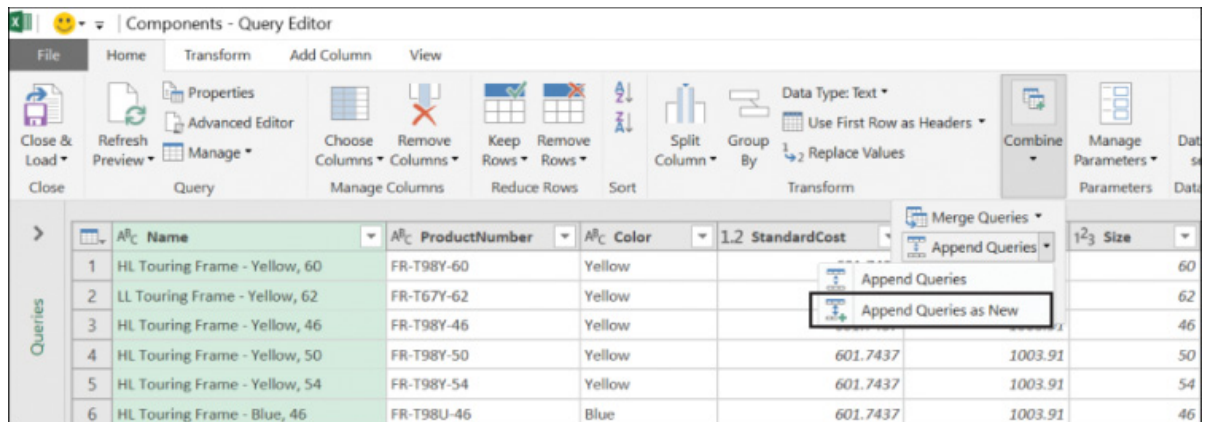 Components - Query Editor
File Home Transform Add Column View
Properties
Advanced Editor
Manage
Close & Load
Refresh Preview
Choose Columns
Remove Columns
Keep Rows
Remove Rows
Split Column
Group By
Data Type: Text
Use First Row as Headers
1 2 Replace Values
Combine
Manage Parameters
Close Query Manage Columns Reduce Rows Sort Transform Parameters
Merge Queries
Append Queries
Append Queries
Append Queries as New
Queries
ABC Name ABC ProductNumber ABC Color 1.2 StandardCost 123 Size
1 HL Touring Frame - Yellow, 60 FR-T98Y-60 Yellow 60
2 LL Touring Frame - Yellow, 62 FR-T67Y-62 Yellow 62
3 HL Touring Frame - Yellow, 46 FR-T98Y-46 Yellow 46
4 HL Touring Frame - Yellow, 50 FR-T98Y-50 Yellow 601.7437 1003.91 50
5 HL Touring Frame - Yellow, 54 FR-T98Y-54 Yellow 601.7437 1003.91 54
6 HL Touring Frame - Blue, 46 FR-T98U-46 Blue 601.7437 1003.91 46